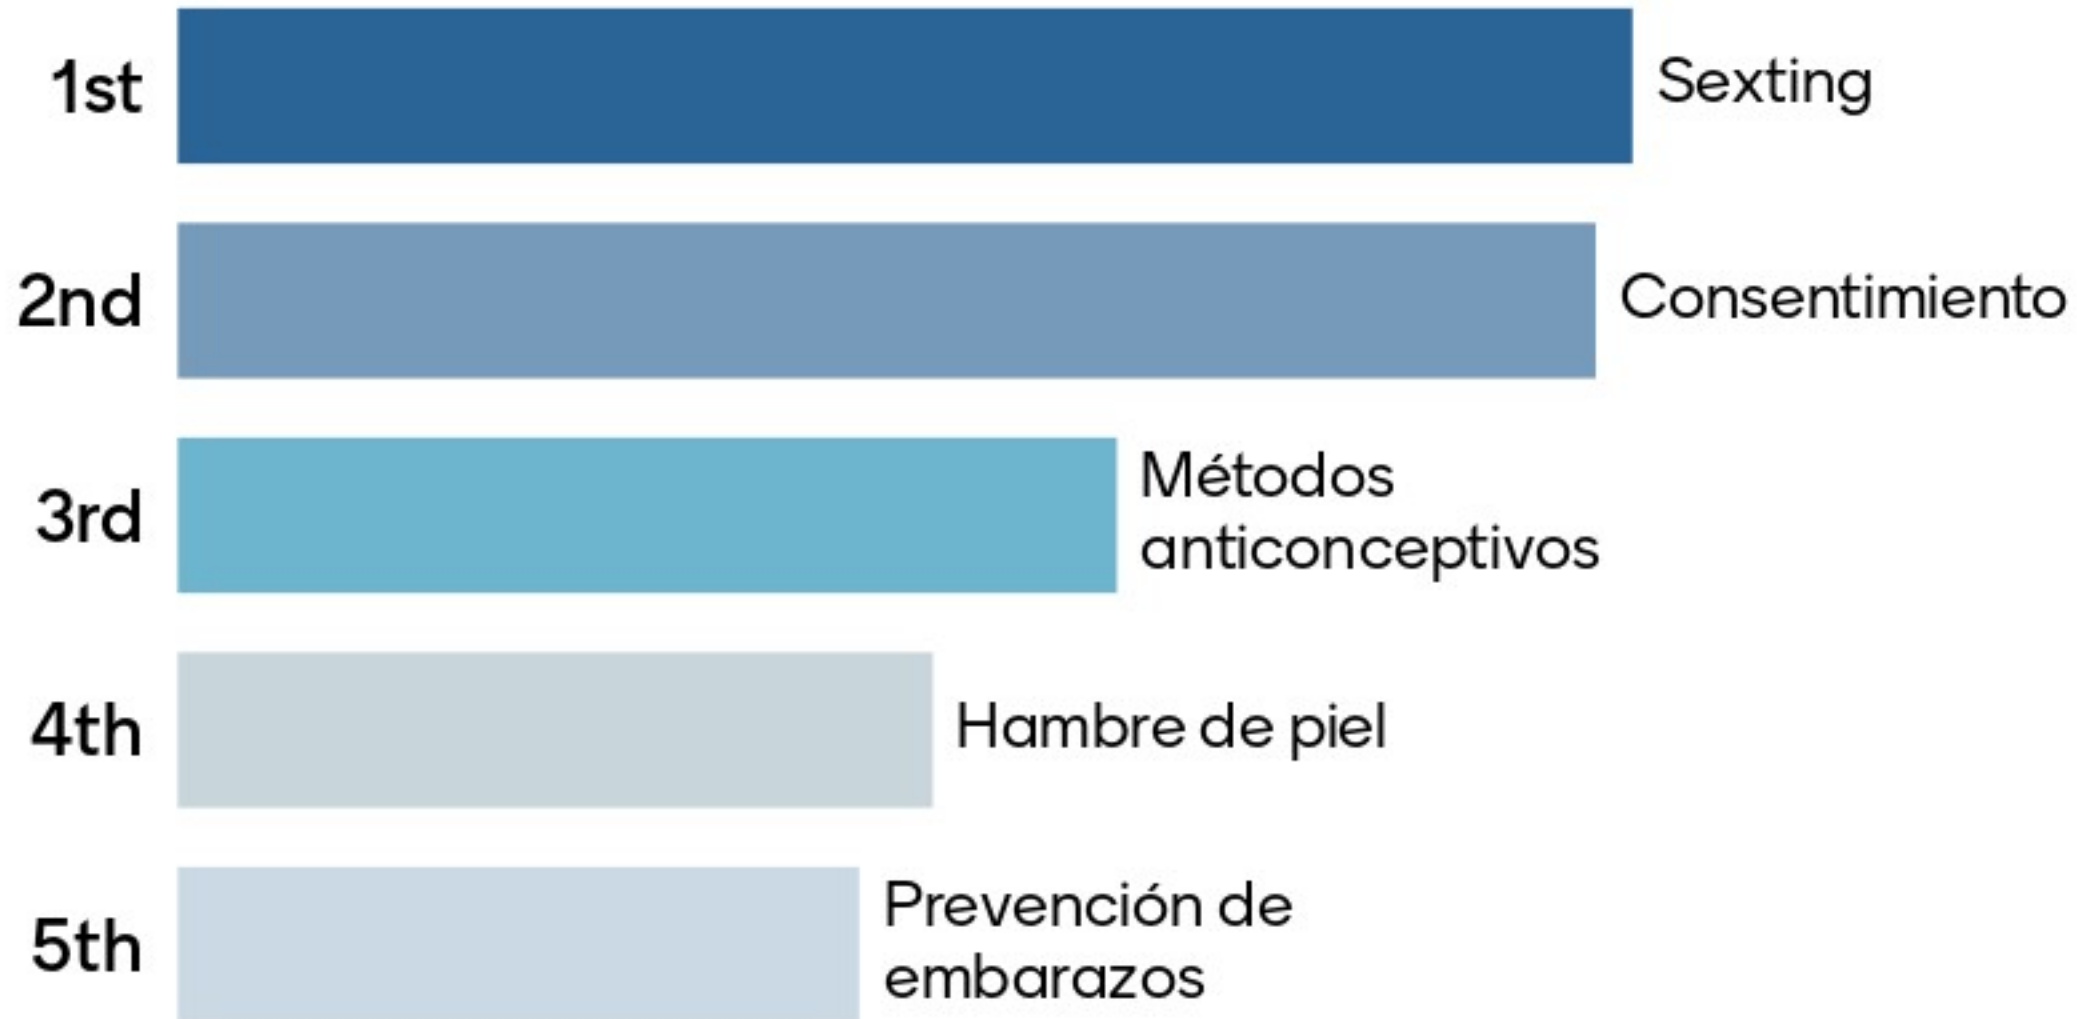 1st
Sexting
2nd
Consentimiento
3rd
Métodos
anticonceptivos
4th
Hambre de piel
5th
Prevención de
embarazos